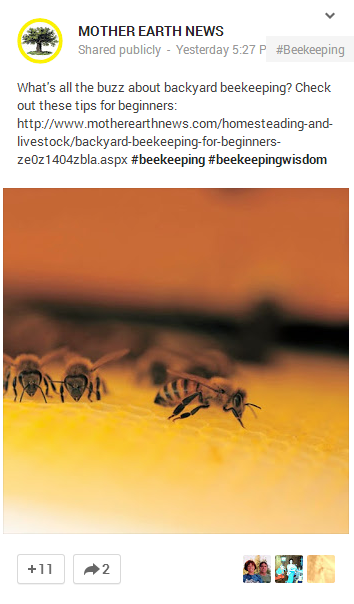 MOTHER EARTH NEWS
Shared publicly - Yesterday 5:27 P
#Beekeeping
What's all the buzz about backyard beekeeping? Check
out these tips for beginners:
http://www.motherearthnews.com/homesteading-and-
livestock/backyard-beekeeping-for-beginners-
ze0z1404zbla.aspx #beekeeping #beekeepingwisdom
+11
2